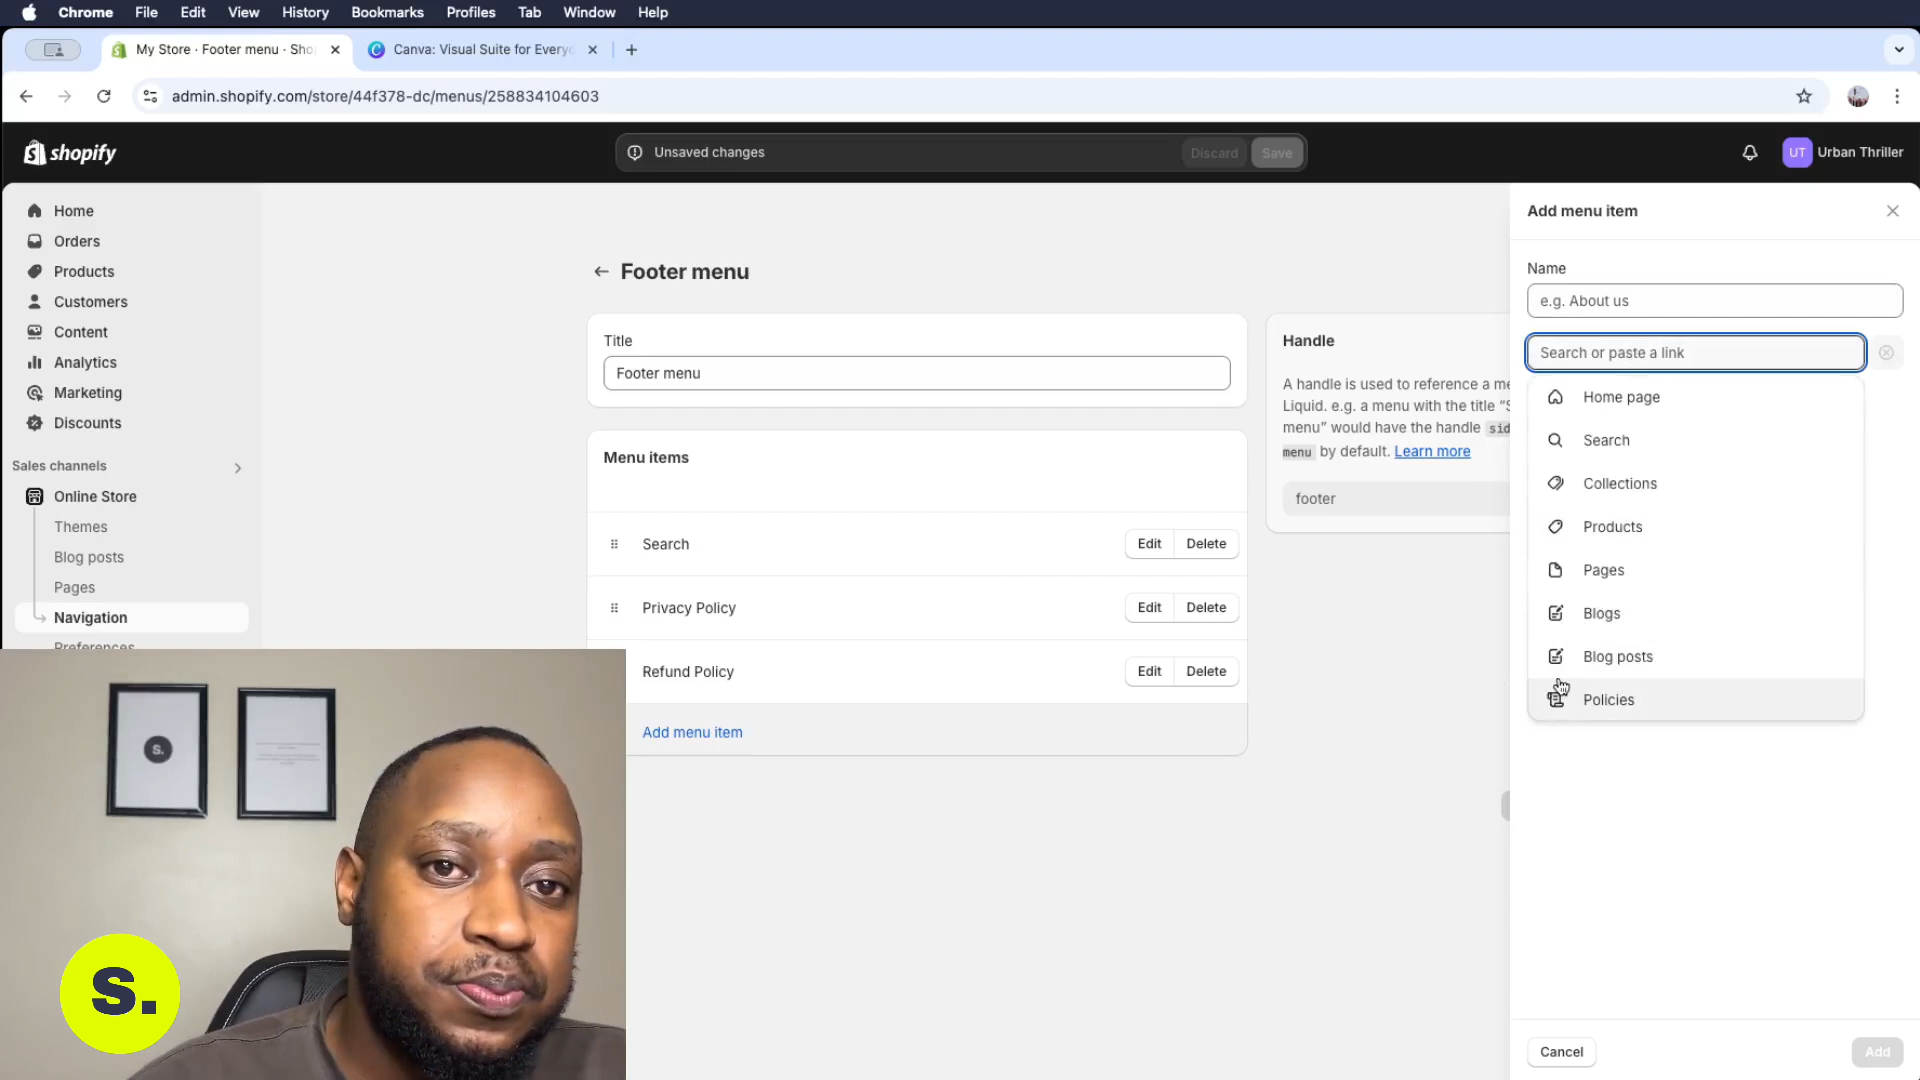 Chrome File Edit View History Bookmarks Profiles Tab Window Help
My Store · Footer menu · Sho
Canva: Visual Suite for Everyo
admin.shopify.com/store/44f378-dc/menus/258834104603
shopify
Unsaved changes
Discard
Save
UT
Urban Thriller
Home
Orders
Products
Customers
Content
Analytics
Marketing
Discounts
Sales channels
Online Store
Themes
Blog posts
Pages
Navigation
Preferences
Footer menu
Title
Footer menu
Menu items
Search Edit Delete
Privacy Policy Edit Delete
Refund Policy Edit Delete
Add menu item
Handle
A handle is used to reference a me
Liquid. e.g. a menu with the title “S
menu” would have the handle sid
menu by default. Learn more
footer
Add menu item
Name
e.g. About us
Search or paste a link
Home page
Search
Collections
Products
Pages
Blogs
Blog posts
Policies
Cancel
Add
s.
s.